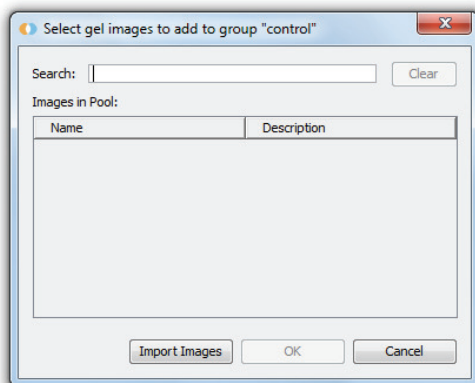 Select gel images to add to group "control"
Search:
Clear
Images in Pool:
Name Description
Import Images OK Cancel